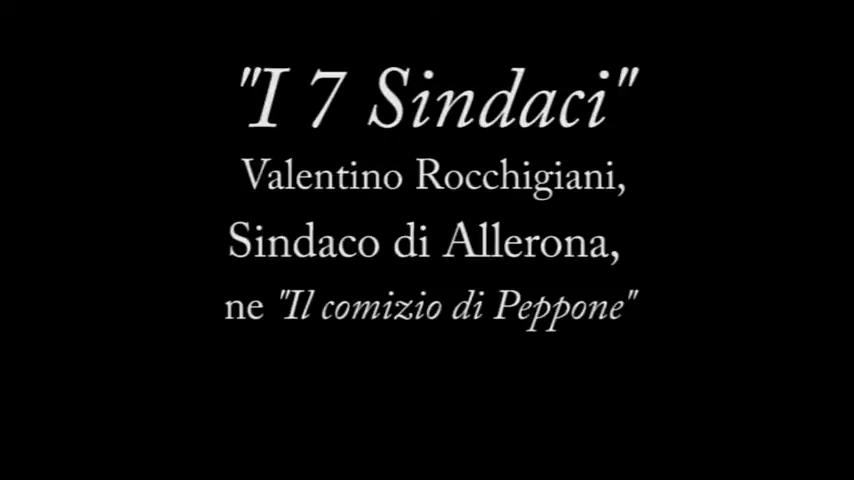 "I 7 Sindaci"
Valentino Rocchigiani,
Sindaco di Allerona,
ne "Il comizio di Peppone"